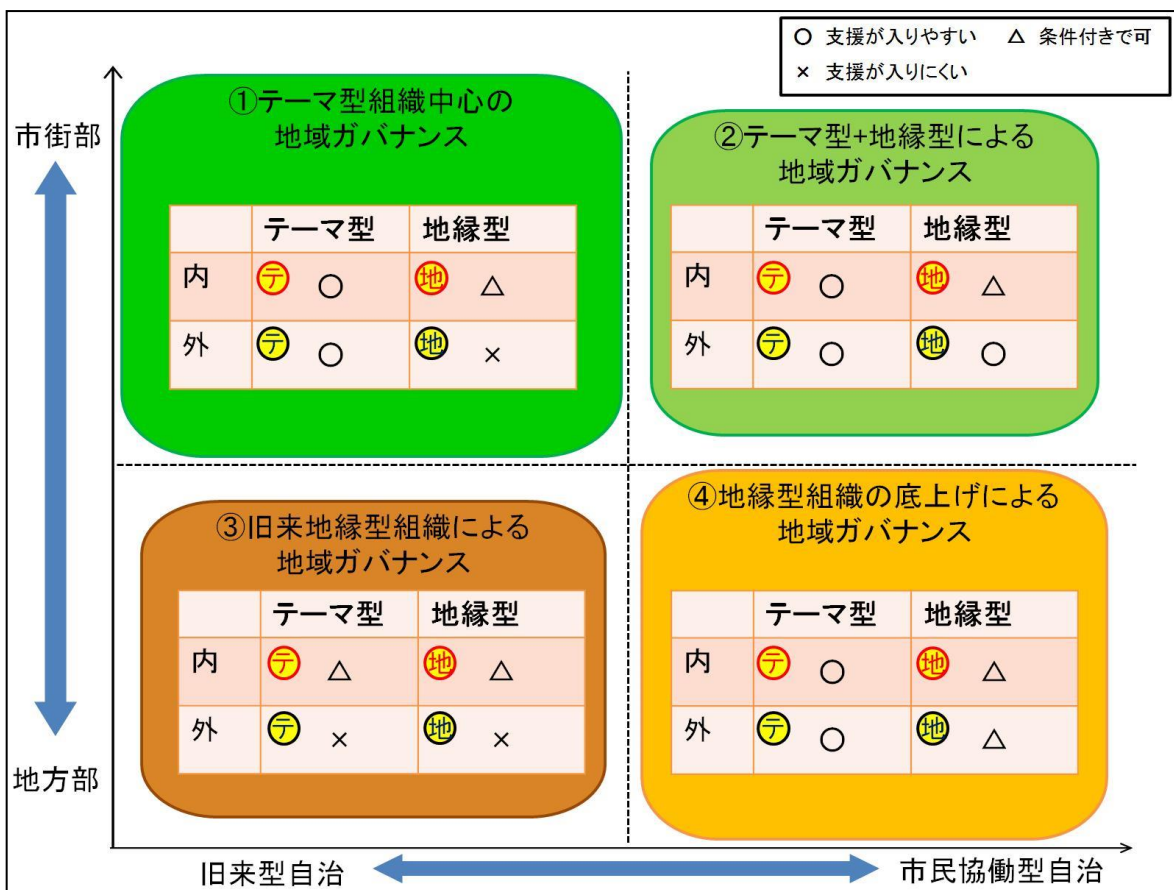 ○ 支援が入りやすい △ 条件付きで可
× 支援が入りにくい
市街部
地方部
①テーマ型組織中心の
地域ガバナンス
テーマ型 地縁型
内 テ ○ 地 △
外 テ ○ 地 ×
②テーマ型+地縁型による
地域ガバナンス
テーマ型 地縁型
内 テ ○ 地 △
外 テ ○ 地 ○
③旧来地縁型組織による
地域ガバナンス
テーマ型 地縁型
内 テ △ 地 △
外 テ × 地 ×
④地縁型組織の底上げによる
地域ガバナンス
テーマ型 地縁型
内 テ ○ 地 △
外 テ ○ 地 △
旧来型自治 市民協働型自治